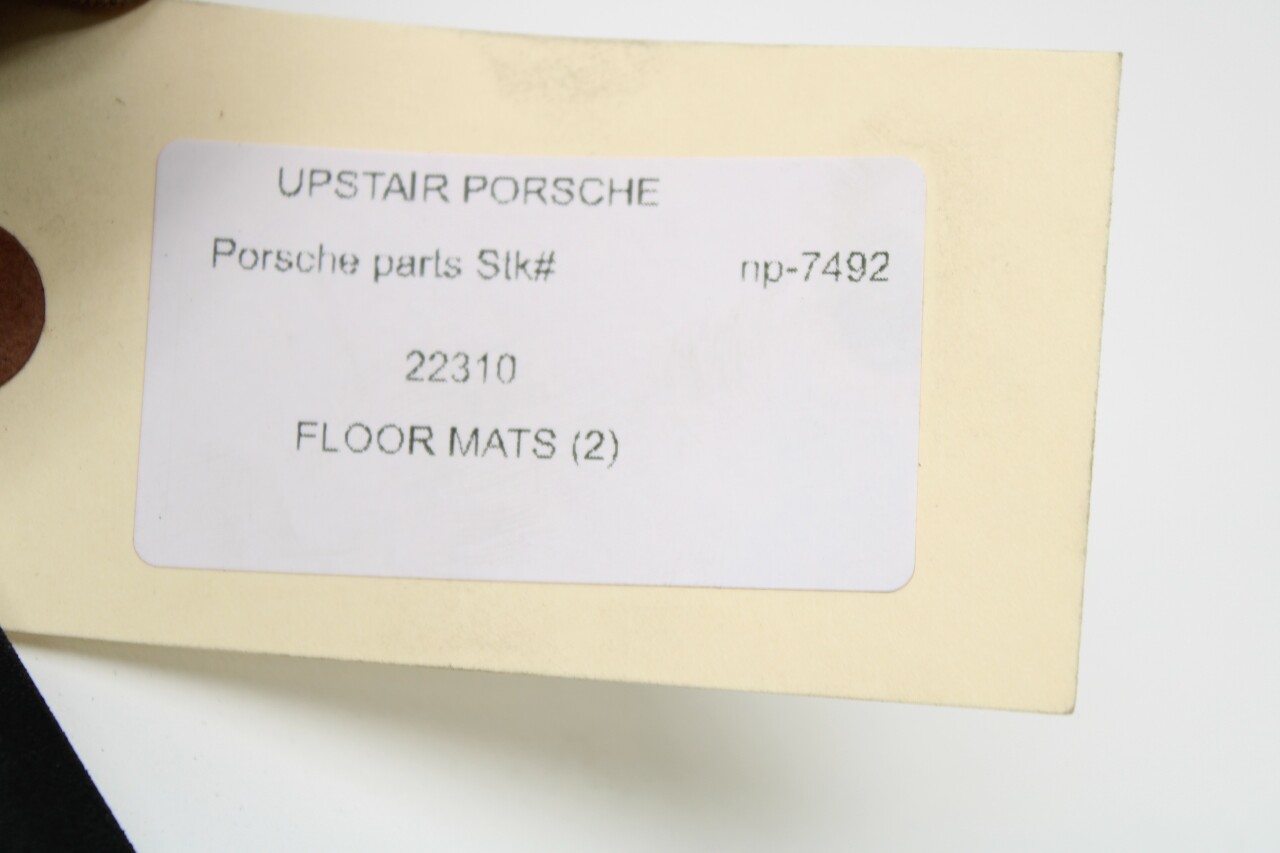 UPSTAIR PORSCHE
Porsche parts Stk# np-7492
22310
FLOOR MATS (2)